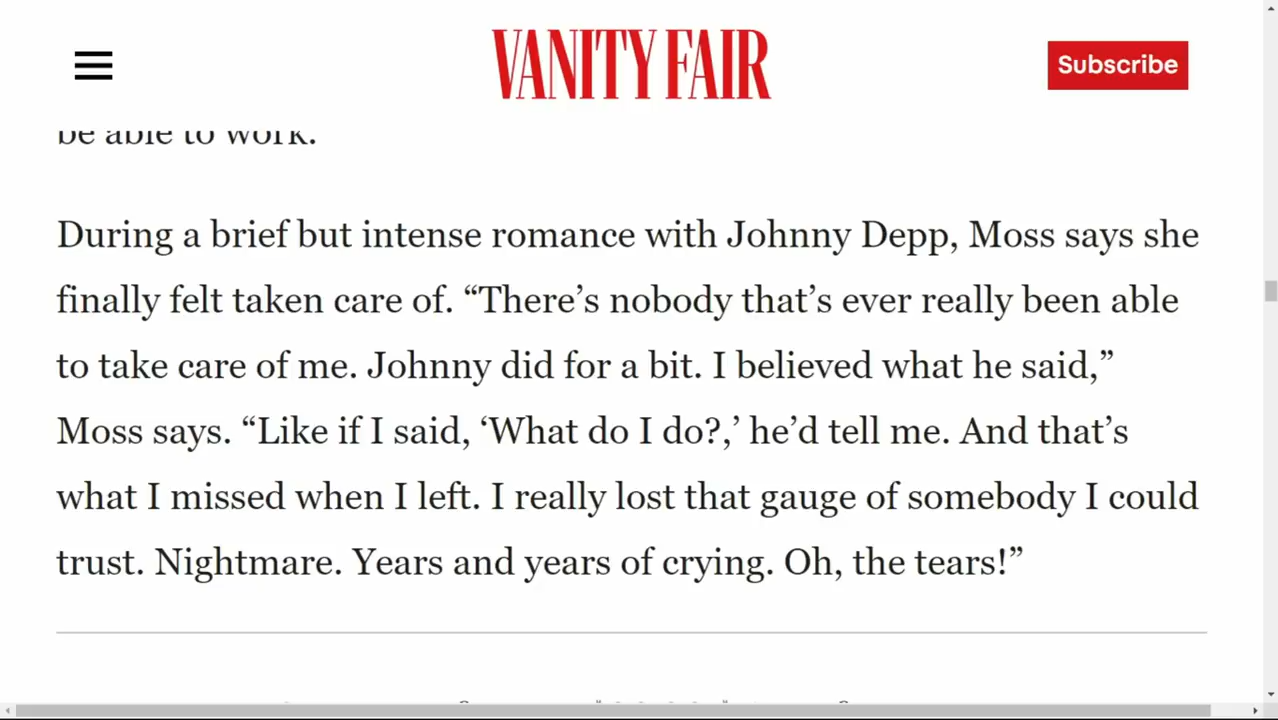 VANITY FAIR
Subscribe
be able to work.
During a brief but intense romance with Johnny Depp, Moss says she
finally felt taken care of. “There’s nobody that’s ever really been able
to take care of me. Johnny did for a bit. I believed what he said,”
Moss says. “Like if I said, ‘What do I do?,’ he’d tell me. And that’s
what I missed when I left. I really lost that gauge of somebody I could
trust. Nightmare. Years and years of crying. Oh, the tears!”